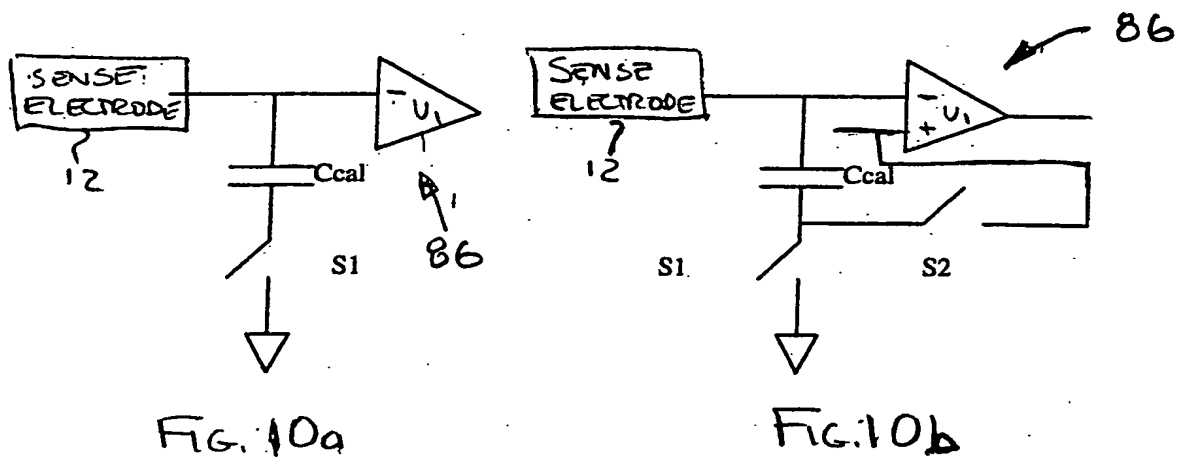 SENSE
ELECTRODE
12
-
U1
Ccal
S1
86
FIG. 10a
SENSE
ELECTRODE
12
-
+
U1
86
Ccal
S1
S2
FIG. 10b